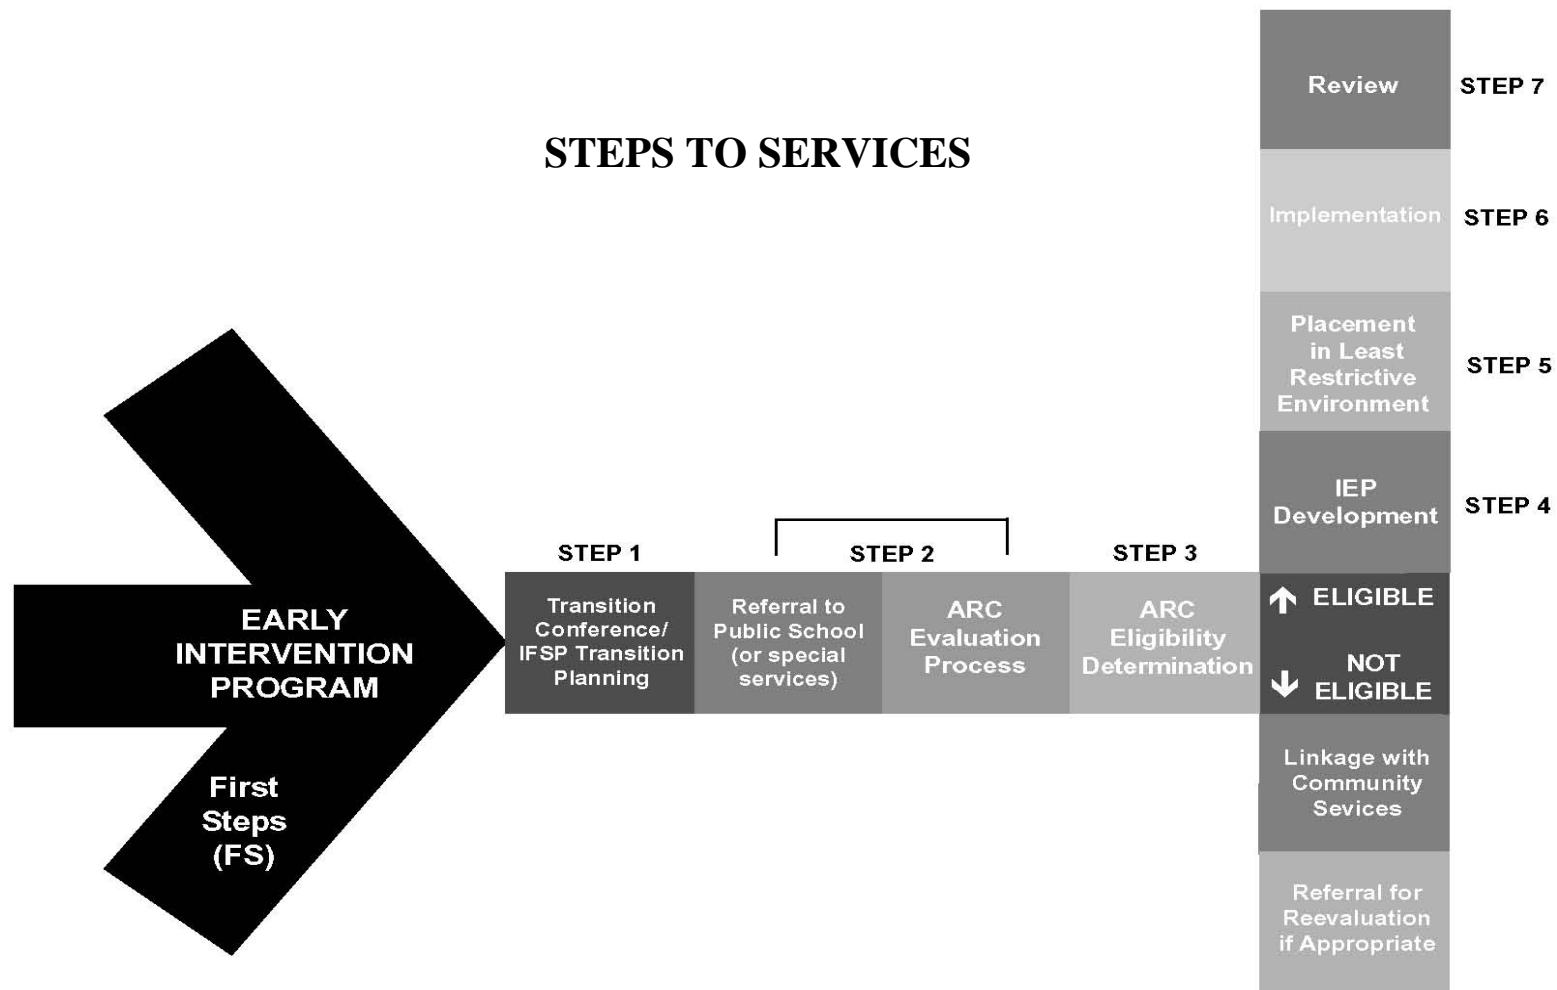 STEPS TO SERVICES
EARLY
INTERVENTION
PROGRAM
First
Steps
(FS)
STEP 1
Transition
Conference/
IFSP Transition
Planning
STEP 2
Referral to
Public School
(or special
services)
ARC
Evaluation
Process
STEP 3
ARC
Eligibility
Determination
ELIGIBLE
NOT
ELIGIBLE
IEP
Development
STEP 4
Placement
in Least
Restrictive
Environment
STEP 5
Implementation
STEP 6
Review
STEP 7
Linkage with
Community
Sevices
Referral for
Reevaluation
if Appropriate